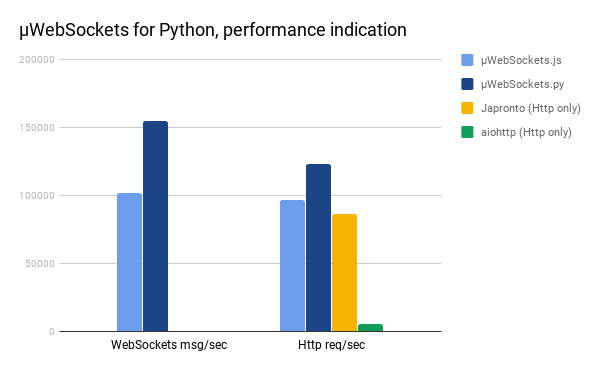 µWebSockets for Python, performance indication
200000
150000
100000
50000
0
WebSockets msg/sec
Http req/sec
µWebSockets.js
µWebSockets.py
Japronto (Http only)
aiohttp (Http only)